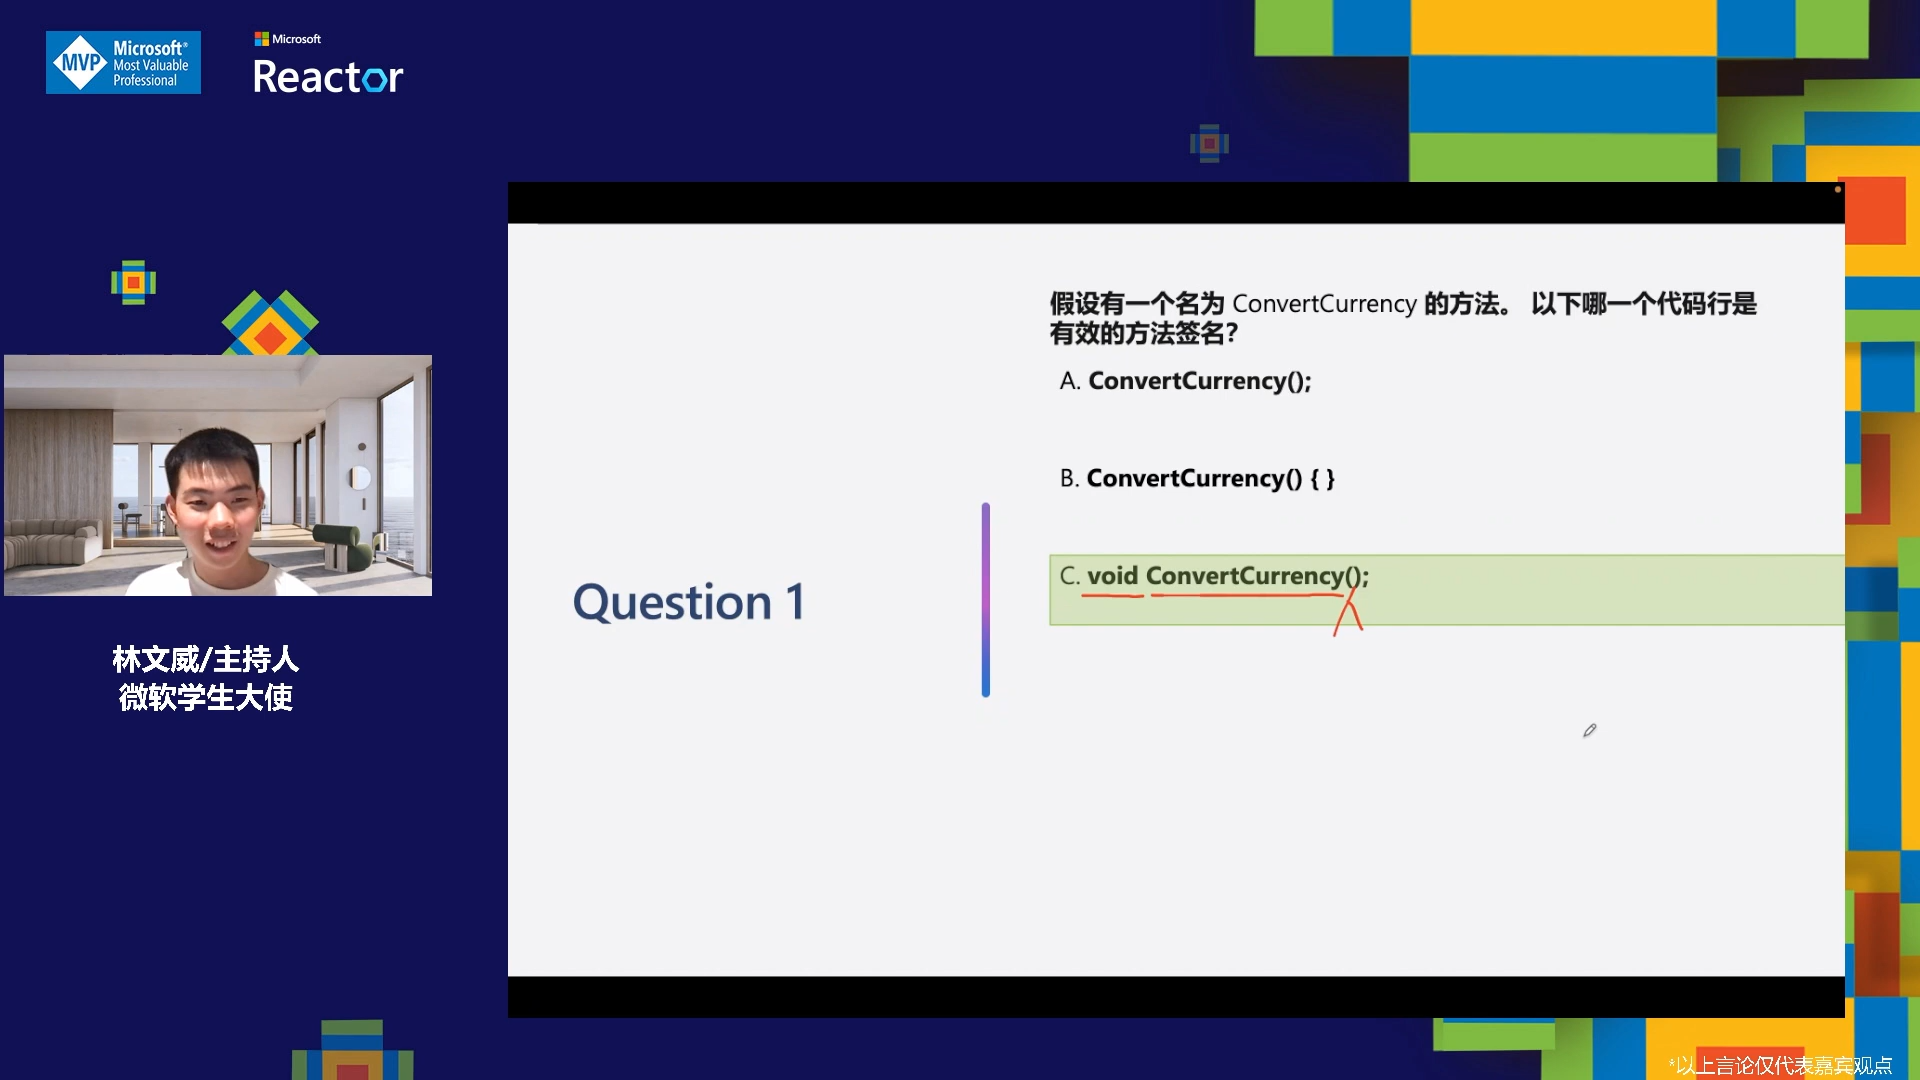 MVP
Microsoft®
Most Valuable
Professional
Microsoft
Reactor
假设有一个名为 ConvertCurrency 的方法。 以下哪一个代码行是
有效的方法签名?
A. ConvertCurrency();
B. ConvertCurrency() { }
C. void ConvertCurrency();
Question 1
林文威/主持人
微软学生大使
*以上言论仅代表嘉宾观点